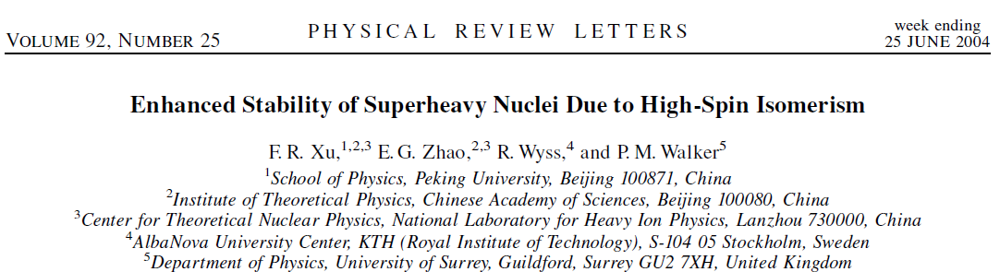 VOLUME 92, NUMBER 25
PHYSICAL REVIEW LETTERS
week ending
25 JUNE 2004
Enhanced Stability of Superheavy Nuclei Due to High-Spin Isomerism
F. R. Xu,1,2,3 E. G. Zhao,2,3 R. Wyss,4 and P. M. Walker5
1School of Physics, Peking University, Beijing 100871, China
2Institute of Theoretical Physics, Chinese Academy of Sciences, Beijing 100080, China
3Center for Theoretical Nuclear Physics, National Laboratory for Heavy Ion Physics, Lanzhou 730000, China
4AlbaNova University Center, KTH (Royal Institute of Technology), S-104 05 Stockholm, Sweden
5Department of Physics, University of Surrey, Guildford, Surrey GU2 7XH, United Kingdom